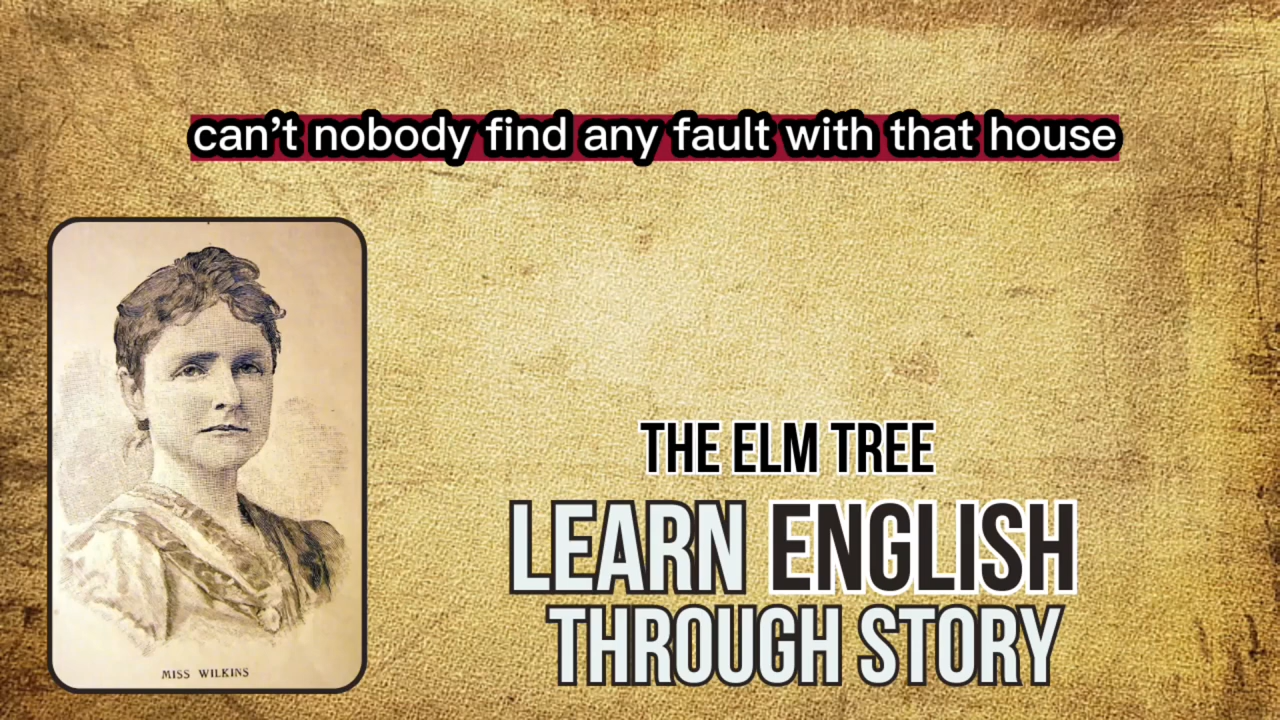 can't nobody find any fault with that house
THE ELM TREE
LEARN ENGLISH
THROUGH STORY
MISS WILKINS